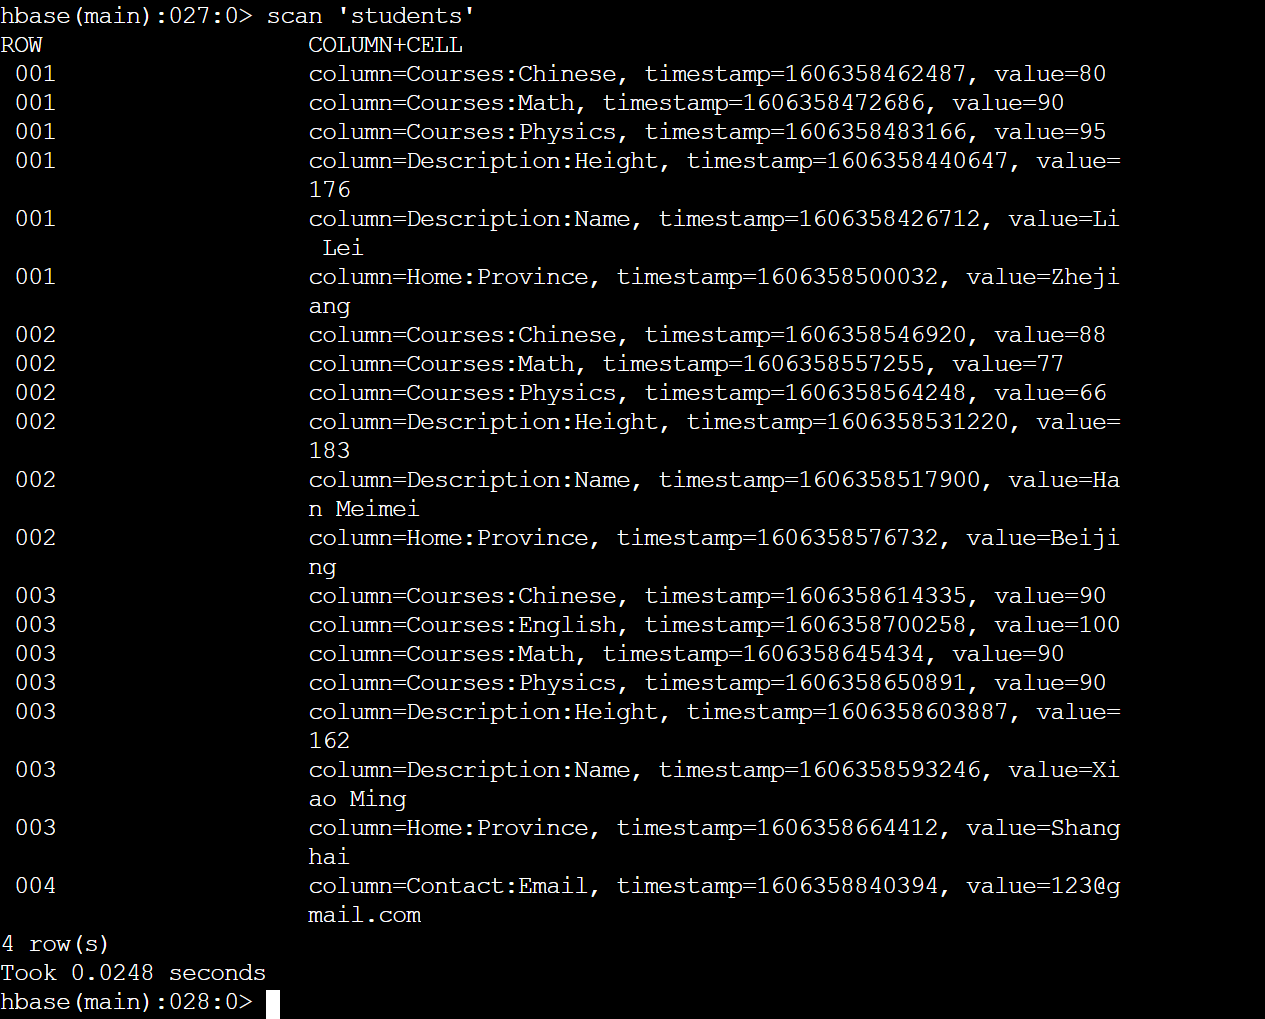 hbase(main):027:0> scan 'students'
ROW                   COLUMN+CELL
 001                  column=Courses:Chinese, timestamp=1606358462487, value=80
 001                  column=Courses:Math, timestamp=1606358472686, value=90
 001                  column=Courses:Physics, timestamp=1606358483166, value=95
 001                  column=Description:Height, timestamp=1606358440647, value=
                      176
 001                  column=Description:Name, timestamp=1606358426712, value=Li
                       Lei
 001                  column=Home:Province, timestamp=1606358500032, value=Zheji
                      ang
 002                  column=Courses:Chinese, timestamp=1606358546920, value=88
 002                  column=Courses:Math, timestamp=1606358557255, value=77
 002                  column=Courses:Physics, timestamp=1606358564248, value=66
 002                  column=Description:Height, timestamp=1606358531220, value=
                      183
 002                  column=Description:Name, timestamp=1606358517900, value=Ha
                      n Meimei
 002                  column=Home:Province, timestamp=1606358576732, value=Beiji
                      ng
 003                  column=Courses:Chinese, timestamp=1606358614335, value=90
 003                  column=Courses:English, timestamp=1606358700258, value=100
 003                  column=Courses:Math, timestamp=1606358645434, value=90
 003                  column=Courses:Physics, timestamp=1606358650891, value=90
 003                  column=Description:Height, timestamp=1606358603887, value=
                      162
 003                  column=Description:Name, timestamp=1606358593246, value=Xi
                      ao Ming
 003                  column=Home:Province, timestamp=1606358664412, value=Shang
                      hai
 004                  column=Contact:Email, timestamp=1606358840394, value=123@g
                      mail.com
4 row(s)
Took 0.0248 seconds
hbase(main):028:0>